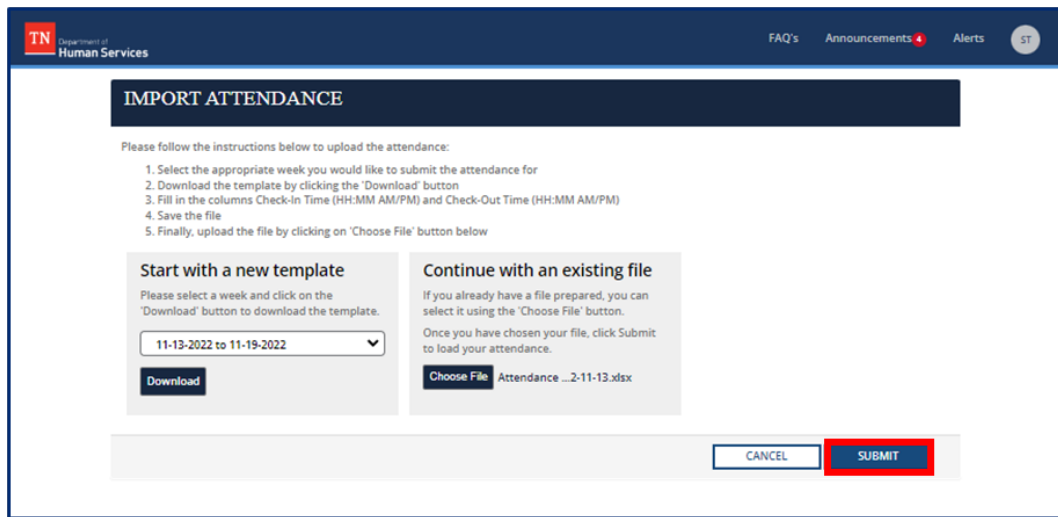 TN
Department of
Human Services
FAQ's
Announcements 4
Alerts
ST
IMPORT ATTENDANCE
Please follow the instructions below to upload the attendance:
1. Select the appropriate week you would like to submit the attendance for
2. Download the template by clicking the 'Download' button
3. Fill in the columns Check-In Time (HH:MM AM/PM) and Check-Out Time (HH:MM AM/PM)
4. Save the file
5. Finally, upload the file by clicking on 'Choose File' button below
Start with a new template
Please select a week and click on the
'Download' button to download the template.
11-13-2022 to 11-19-2022
Download
Continue with an existing file
If you already have a file prepared, you can
select it using the 'Choose File' button.
Once you have chosen your file, click Submit
to load your attendance.
Choose File Attendance ...2-11-13.xlsx
CANCEL
SUBMIT